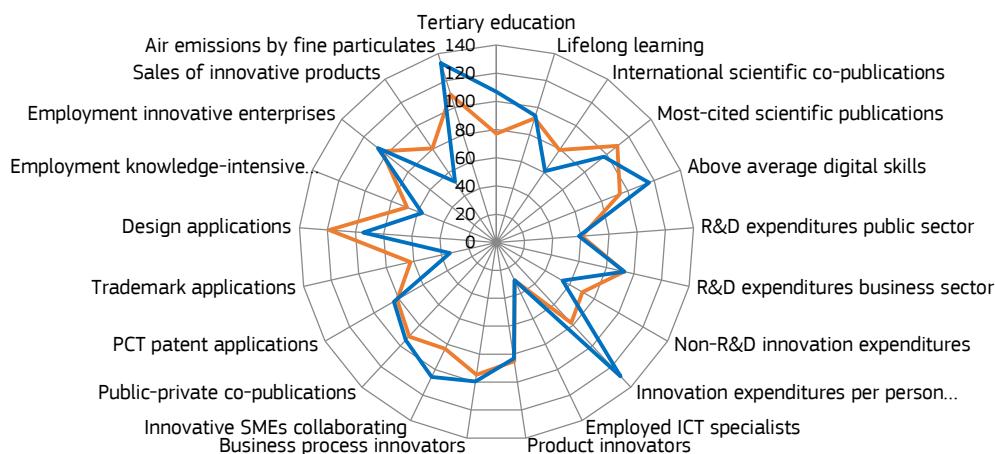 Tertiary education
Lifelong learning
International scientific co-publications
Most-cited scientific publications
Above average digital skills
R&D expenditures public sector
R&D expenditures business sector
Non-R&D innovation expenditures
Innovation expenditures per person...
Employed ICT specialists
Product innovators
Business process innovators
Innovative SMEs collaborating
Public-private co-publications
PCT patent applications
Trademark applications
Design applications
Employment knowledge-intensive...
Employment innovative enterprises
Sales of innovative products
Air emissions by fine particulates
140
120
100
80
60
40
20
0